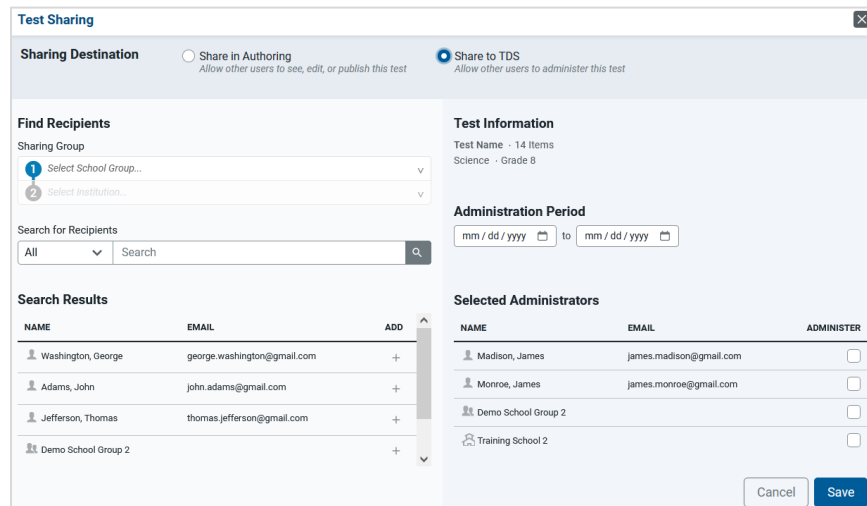 Test Sharing
Sharing Destination
Share in Authoring
Allow other users to see, edit, or publish this test
Share to TDS
Allow other users to administer this test
Find Recipients
Sharing Group
1 Select School Group...
2 Select Institution...
Search for Recipients
All Search
Search Results
NAME EMAIL ADD
Washington, George george.washington@gmail.com +
Adams, John john.adams@gmail.com +
Jefferson, Thomas thomas.jefferson@gmail.com +
Demo School Group 2 +
Test Information
Test Name · 14 Items
Science · Grade 8
Administration Period
mm / dd / yyyy to mm / dd / yyyy
Selected Administrators
NAME EMAIL ADMINISTER
Madison, James james.madison@gmail.com
Monroe, James james.monroe@gmail.com
Demo School Group 2
Training School 2
Cancel Save